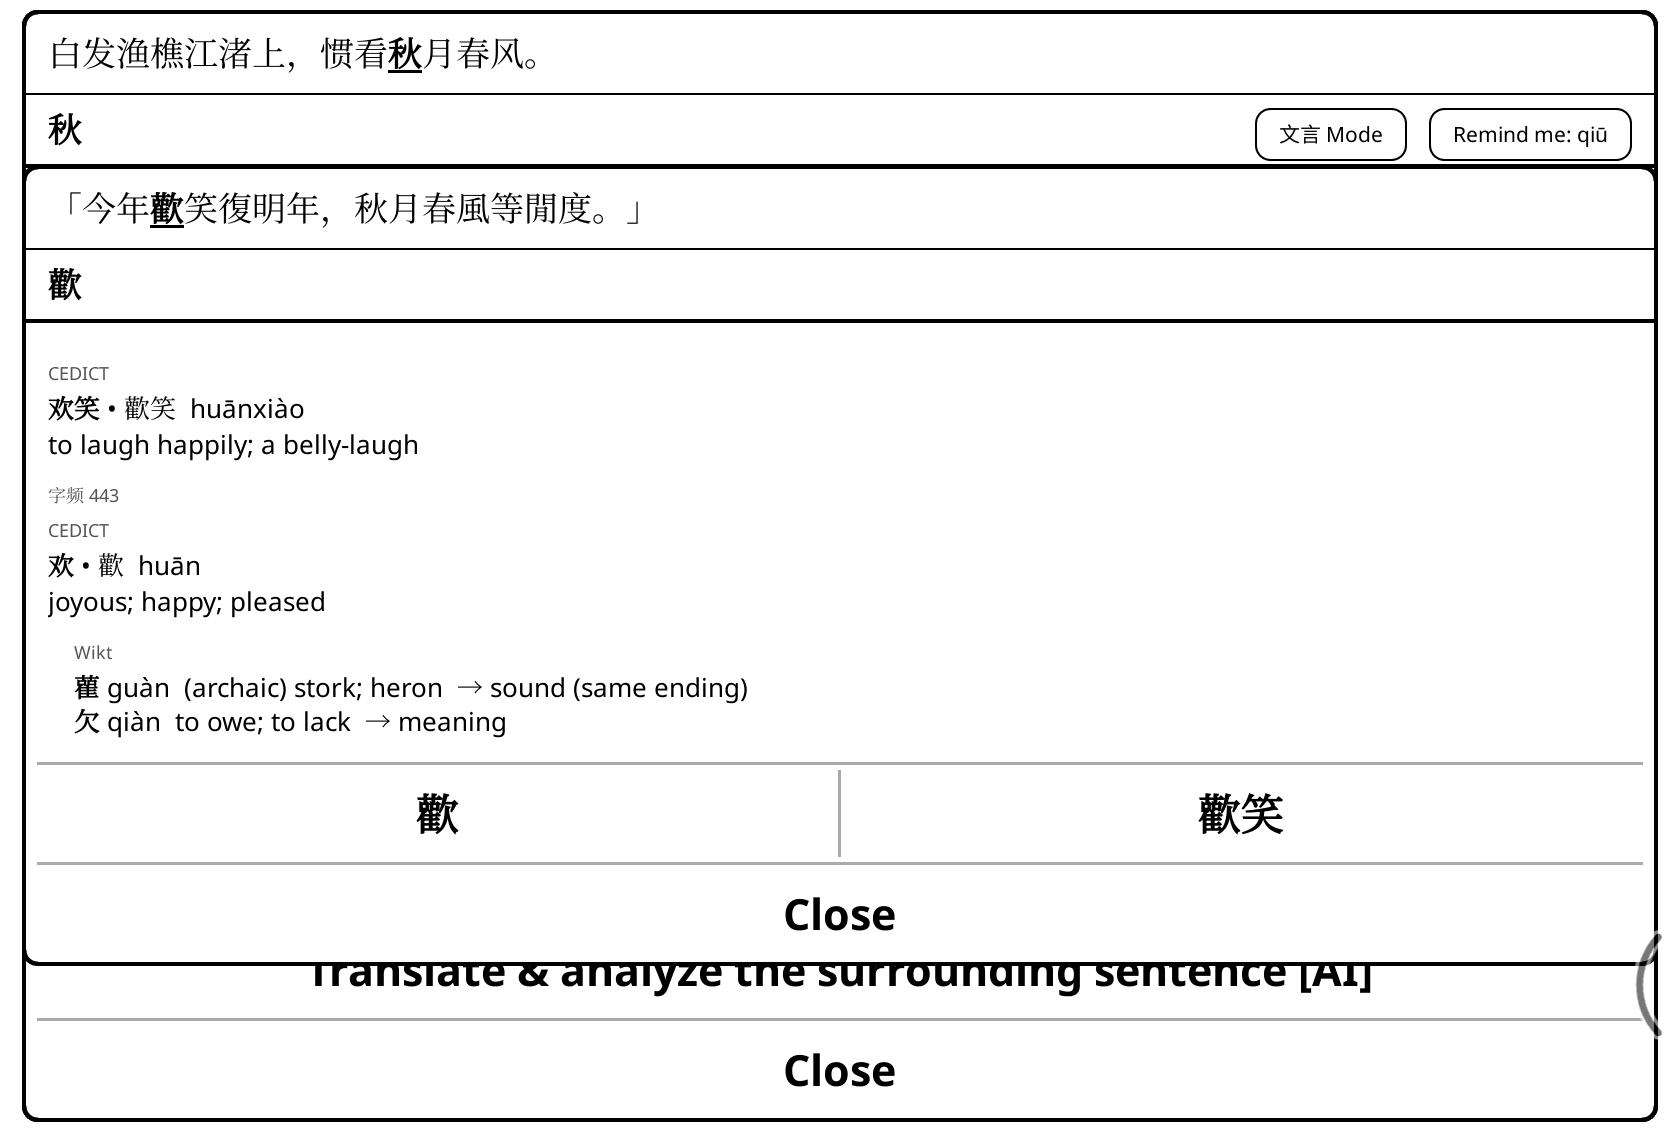 白发渔樵江渚上，惯看秋月春风。
秋
文言 Mode
Remind me: qiū
「今年歡笑復明年，秋月春風等閒度。」
歡
CEDICT
欢笑 • 歡笑 huānxiào
to laugh happily; a belly-laugh
字频 443
CEDICT
欢 • 歡 huān
joyous; happy; pleased
Wikt
雚 guàn (archaic) stork; heron → sound (same ending)
欠 qiàn to owe; to lack → meaning
歡
歡笑
Close
Translate & analyze the surrounding sentence [AI]
Close